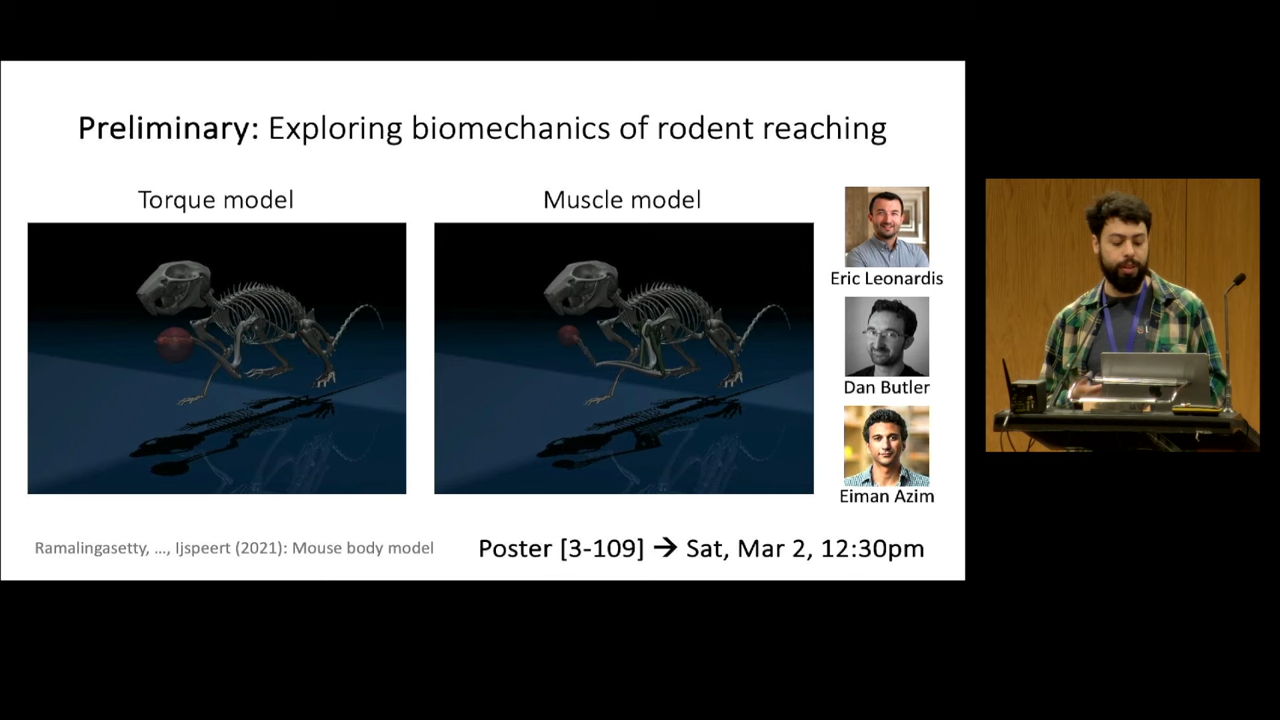 Preliminary: Exploring biomechanics of rodent reaching
Torque model
Muscle model
Eric Leonardis
Dan Butler
Eiman Azim
Ramalingasetty, ..., Ijspeert (2021): Mouse body model
Poster [3-109] → Sat, Mar 2, 12:30pm